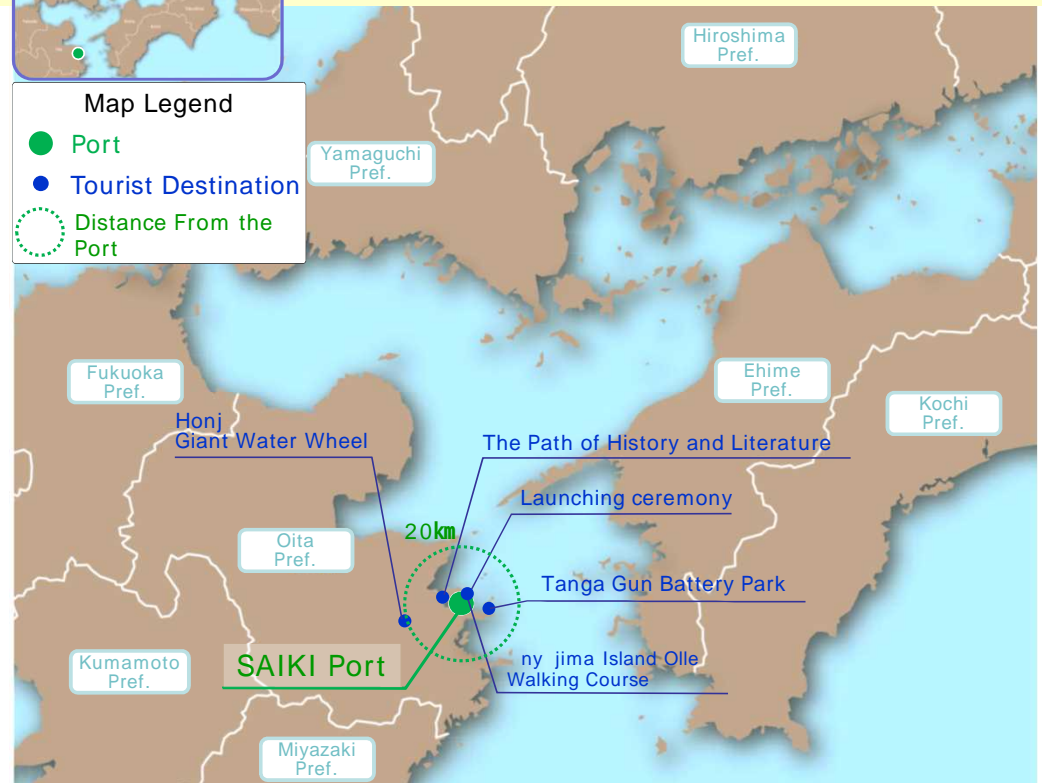 Map Legend
Port
Tourist Destination
Distance From the
Port
Hiroshima
Pref.
Yamaguchi
Pref.
Fukuoka
Pref.
Ehime
Pref.
Kochi
Pref.
Honj
Giant Water Wheel
The Path of History and Literature
Launching ceremony
20km
Oita
Pref.
Tanga Gun Battery Park
SAIKI Port
ny jima Island Olle
Walking Course
Kumamoto
Pref.
Miyazaki
Pref.